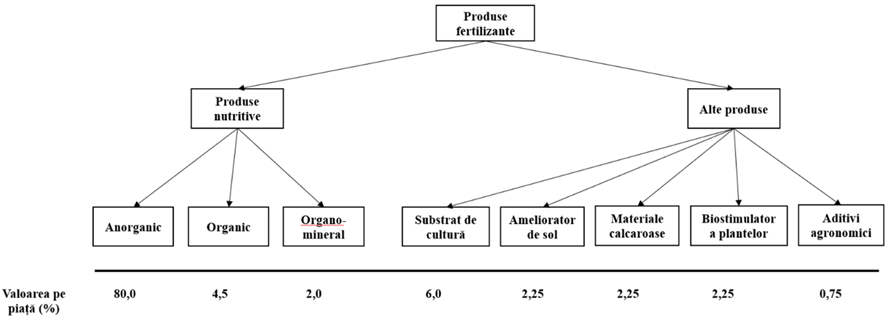 Produse
fertilizante
Produse
nutritive
Alte produse
Anorganic
Organic
Organo-
mineral
Substrat de
cultură
Ameliorator
de sol
Materiale
calcaroase
Biostimulator
a plantelor
Aditivi
agronomici
Valoarea pe
piață (%)
80,0
4,5
2,0
6,0
2,25
2,25
2,25
0,75